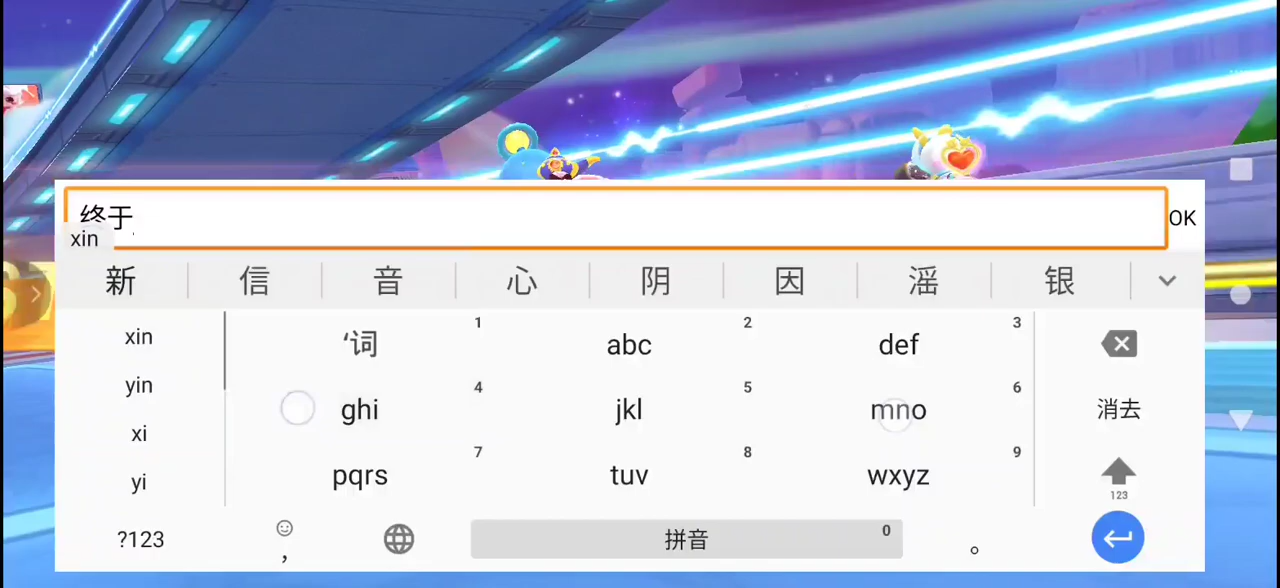 终于
OK
xin
新 信 音 心 阴 因 滛 银
xin
yin
xi
yi
‘词 1
abc 2
def 3
ghi 4
jkl 5
mno 6
消去
pqrs 7
tuv 8
wxyz 9
123
?123
,
拼音 0
。